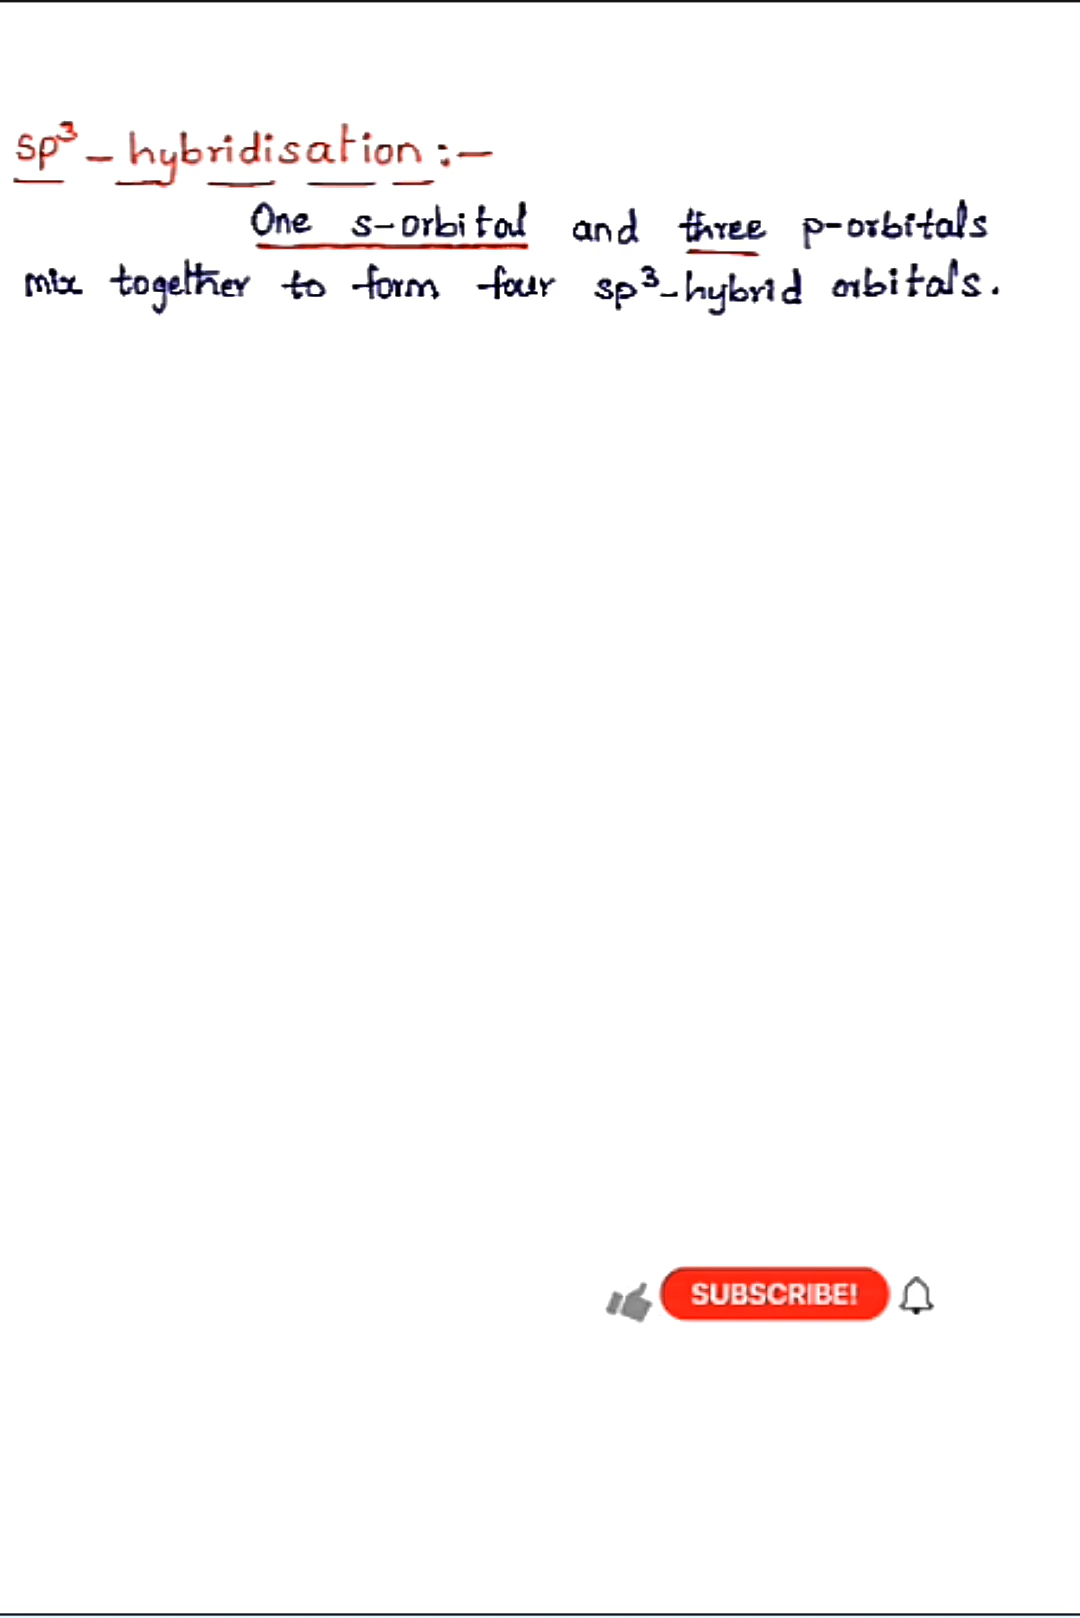 sp³-hybridisation:-
One s-orbital and three p-orbitals
mix together to form four sp³-hybrid orbitals.
SUBSCRIBE!